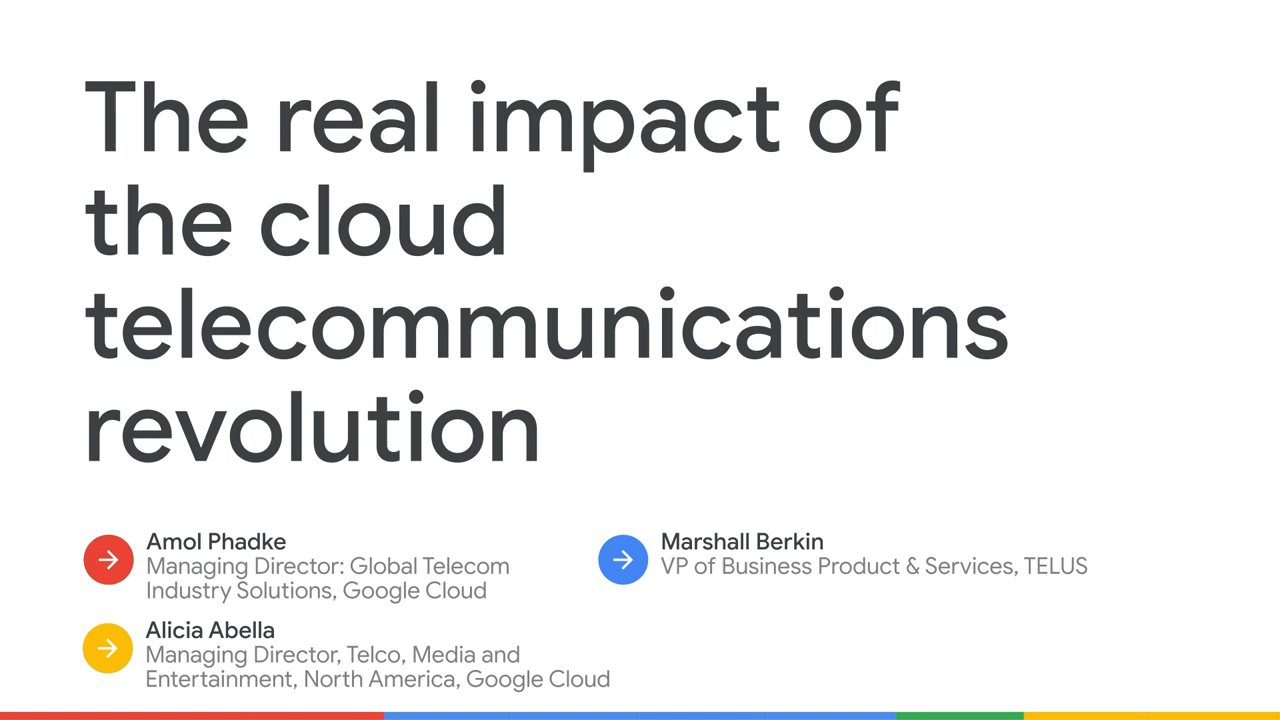 The real impact of
the cloud
telecommunications
revolution
Amol Phadke
Managing Director: Global Telecom
Industry Solutions, Google Cloud
Marshall Berkin
VP of Business Product & Services, TELUS
Alicia Abella
Managing Director, Telco, Media and
Entertainment, North America, Google Cloud